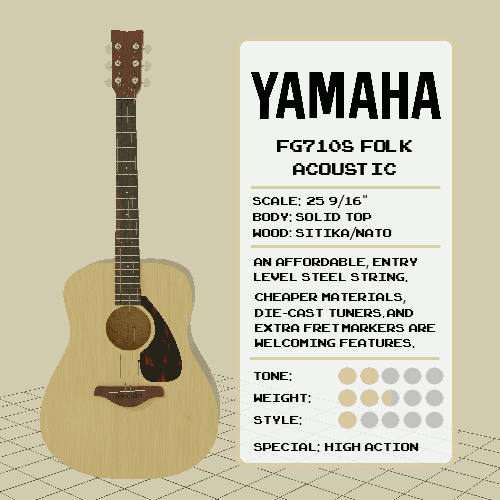 YAMAHA
FG710S FOLK
ACOUSTIC
SCALE: 25 9/16"
BODY: SOLID TOP
WOOD: SITIKA/NATO
AN AFFORDABLE, ENTRY
LEVEL STEEL STRING.
CHEAPER MATERIALS,
DIE-CAST TUNERS, AND
EXTRA FRETMARKERS ARE
WELCOMING FEATURES.
TONE:
WEIGHT:
STYLE:
SPECIAL: HIGH ACTION